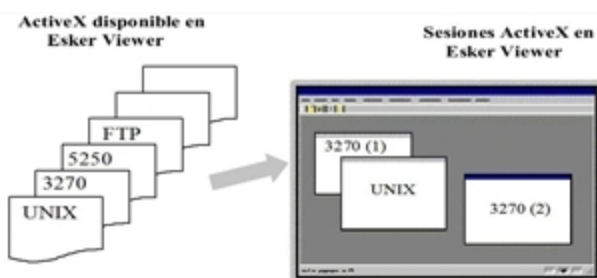 ActiveX disponible en
Esker Viewer
Sesiones ActiveX en
Esker Viewer
FTP
5250
3270
UNIX
3270 (1)
UNIX
3270 (2)